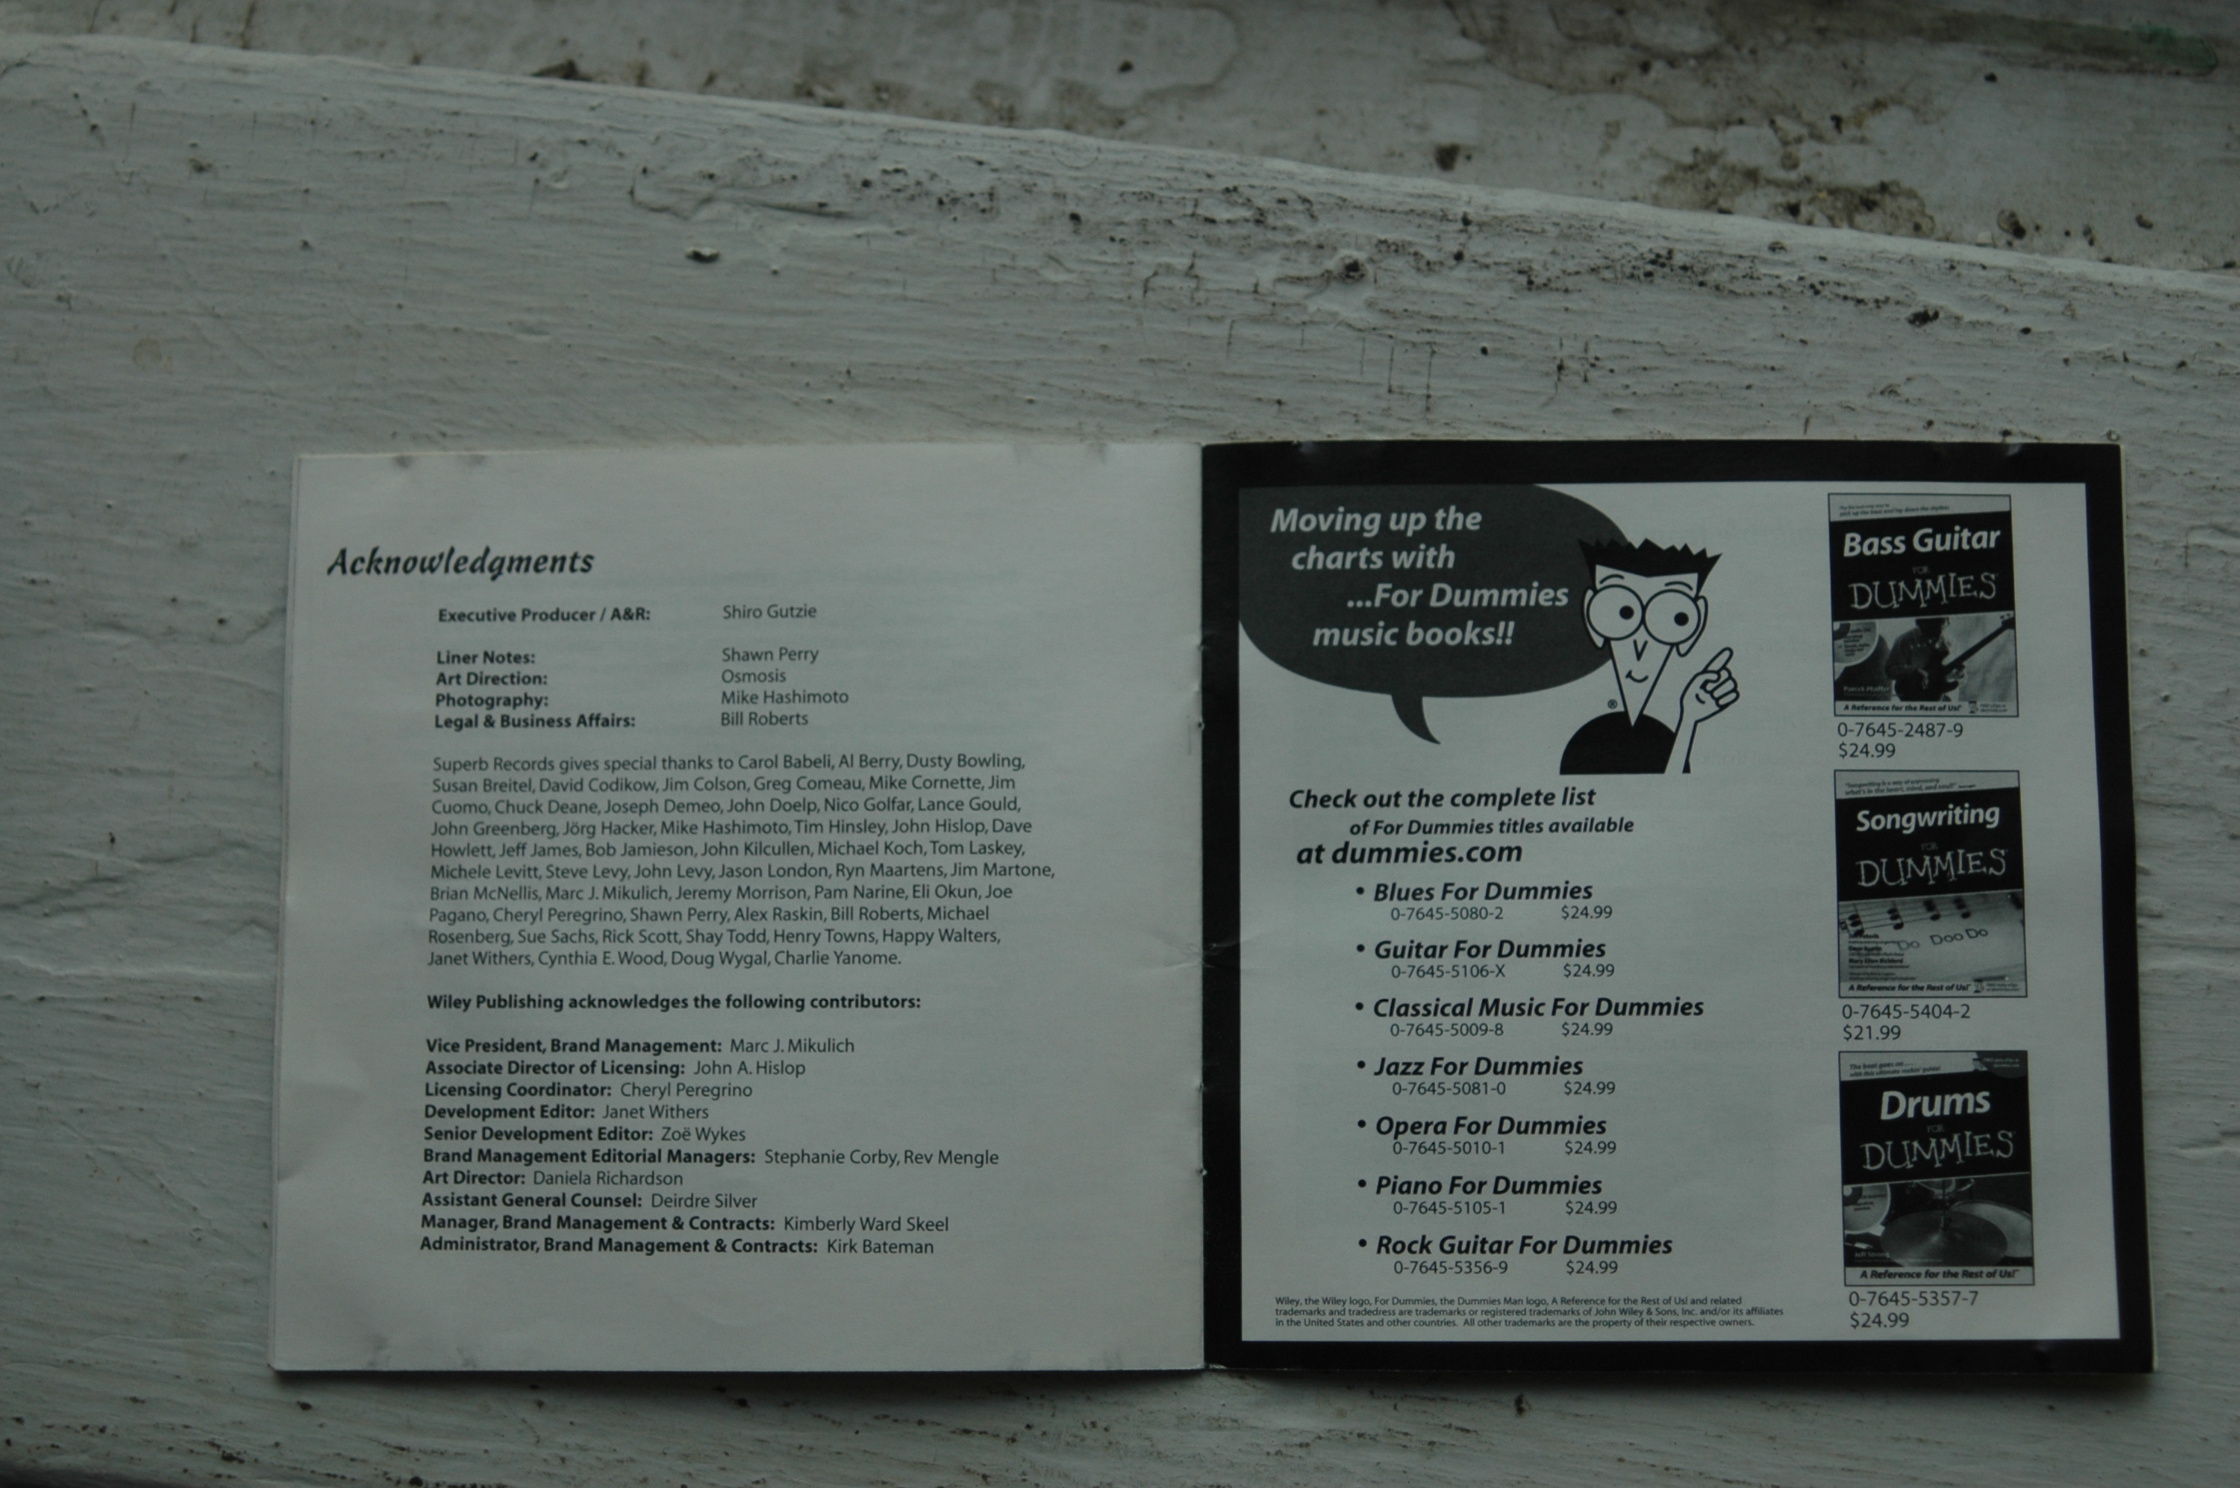 Acknowledgments
Executive Producer / A&R: Shiro Gutzie
Liner Notes: Shawn Perry
Art Direction: Osmosis
Photography: Mike Hashimoto
Legal & Business Affairs: Bill Roberts
Superb Records gives special thanks to Carol Babeli, Al Berry, Dusty Bowling,
Susan Breitel, David Codikow, Jim Colson, Greg Comeau, Mike Cornette, Jim
Cuomo, Chuck Deane, Joseph Demeo, John Doelp, Nico Golfar, Lance Gould,
John Greenberg, Jörg Hacker, Mike Hashimoto, Tim Hinsley, John Hislop, Dave
Howlett, Jeff James, Bob Jamieson, John Kilcullen, Michael Koch, Tom Laskey,
Michele Levitt, Steve Levy, John Levy, Jason London, Ryn Maartens, Jim Martone,
Brian McNellis, Marc J. Mikulich, Jeremy Morrison, Pam Narine, Eli Okun, Joe
Pagano, Cheryl Peregrino, Shawn Perry, Alex Raskin, Bill Roberts, Michael
Rosenberg, Sue Sachs, Rick Scott, Shay Todd, Henry Towns, Happy Walters,
Janet Withers, Cynthia E. Wood, Doug Wygal, Charlie Yanome.
Wiley Publishing acknowledges the following contributors:
Vice President, Brand Management: Marc J. Mikulich
Associate Director of Licensing: John A. Hislop
Licensing Coordinator: Cheryl Peregrino
Development Editor: Janet Withers
Senior Development Editor: Zoë Wykes
Brand Management Editorial Managers: Stephanie Corby, Rev Mengle
Art Director: Daniela Richardson
Assistant General Counsel: Deirdre Silver
Manager, Brand Management & Contracts: Kimberly Ward Skeel
Administrator, Brand Management & Contracts: Kirk Bateman
Moving up the
charts with
...For Dummies
music books!!
®
Check out the complete list
of For Dummies titles available
at dummies.com
• Blues For Dummies
0-7645-5080-2 $24.99
• Guitar For Dummies
0-7645-5106-X $24.99
• Classical Music For Dummies
0-7645-5009-8 $24.99
• Jazz For Dummies
0-7645-5081-0 $24.99
• Opera For Dummies
0-7645-5010-1 $24.99
• Piano For Dummies
0-7645-5105-1 $24.99
• Rock Guitar For Dummies
0-7645-5356-9 $24.99
Wiley, the Wiley logo, For Dummies, the Dummies Man logo, A Reference for the Rest of Us! and related
trademarks and tradedress are trademarks or registered trademarks of John Wiley & Sons, Inc. and/or its affiliates
in the United States and other countries. All other trademarks are the property of their respective owners.
Bass Guitar
FOR
DUMMIES
A Reference for the Rest of Us!
0-7645-2487-9
$24.99
Songwriting
FOR
DUMMIES
Do Doo Do
A Reference for the Rest of Us!
0-7645-5404-2
$21.99
Drums
FOR
DUMMIES
A Reference for the Rest of Us!
0-7645-5357-7
$24.99